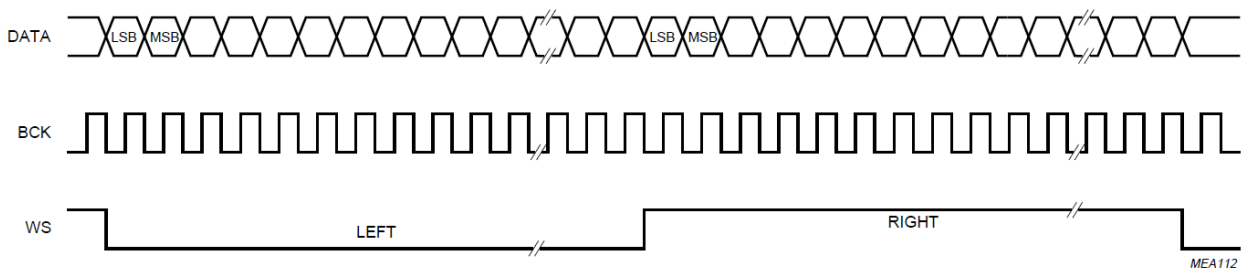 DATA LSB MSB LSB MSB
BCK
WS LEFT RIGHT
MEA112